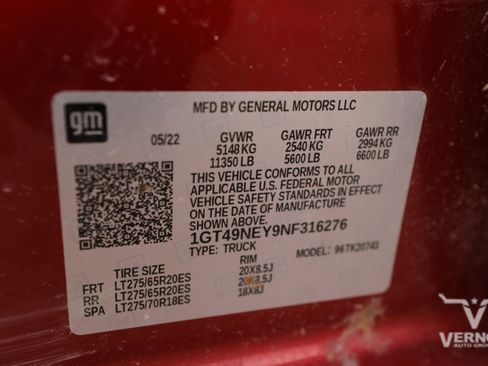 gm
MFD BY GENERAL MOTORS LLC
05/22 GVWR GAWR FRT GAWR RR
5148 KG 2540 KG 2994 KG
11350 LB 5600 LB 6600 LB
THIS VEHICLE CONFORMS TO ALL
APPLICABLE U.S. FEDERAL MOTOR
VEHICLE SAFETY STANDARDS IN EFFECT
ON THE DATE OF MANUFACTURE
SHOWN ABOVE.
1GT49NEY9NF316276
TYPE: TRUCK MODEL: 96TK20743
TIRE SIZE RIM
FRT LT275/65R20ES 20X8.5J
RR LT275/65R20ES 20X8.5J
SPA LT275/70R18ES 18X8J
VERNO
AUTO GROU